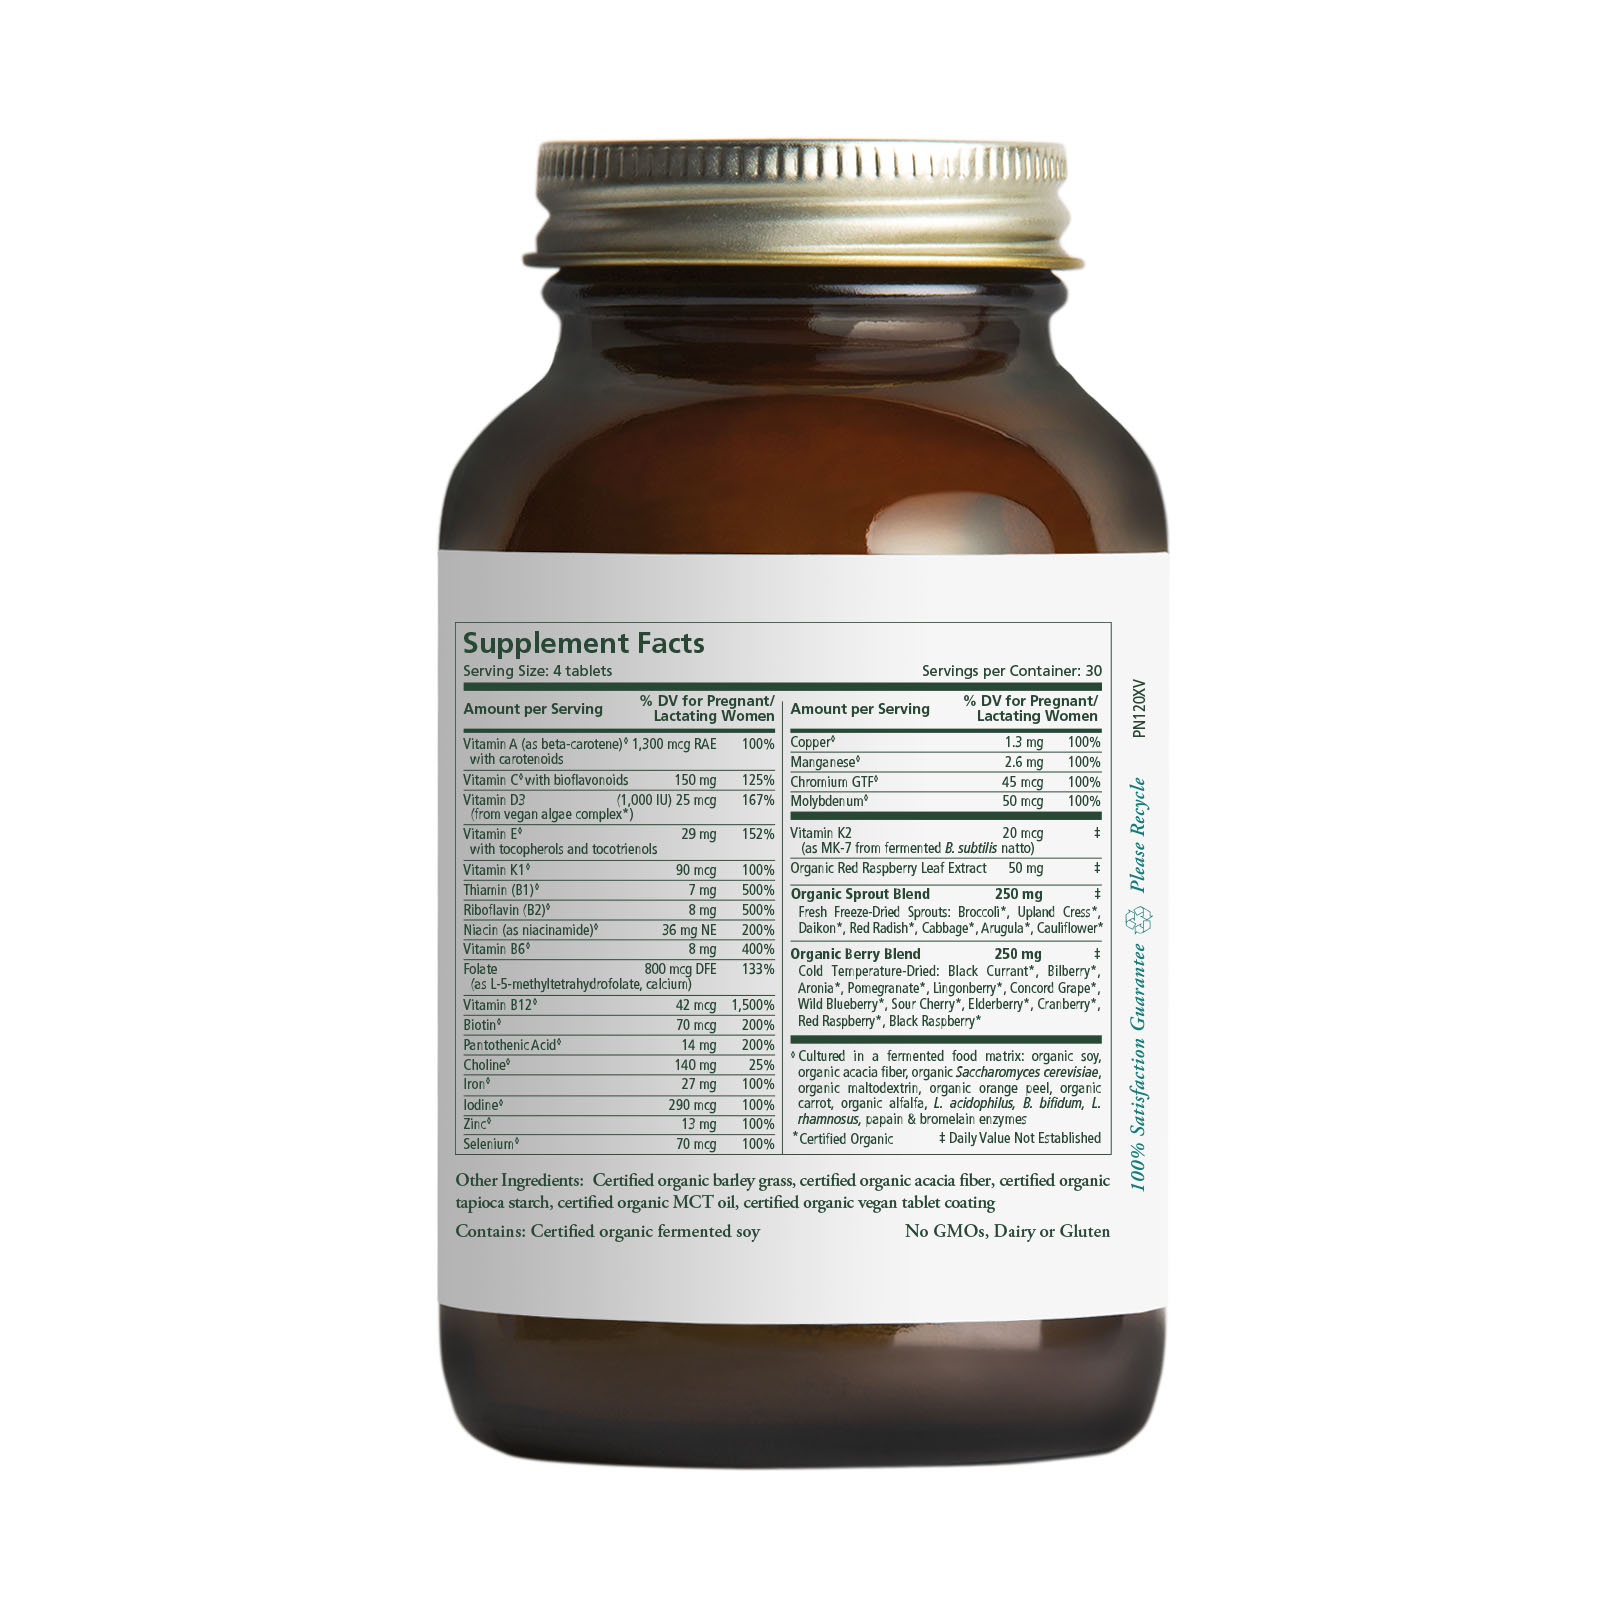 Supplement Facts
Serving Size: 4 tablets
Servings per Container: 30
Amount per Serving
% DV for Pregnant/
Lactating Women
Vitamin A (as beta-carotene)◊ 1,300 mcg RAE 100%
with carotenoids
Vitamin C◊ with bioflavonoids 150 mg 125%
Vitamin D3 (1,000 IU) 25 mcg 167%
(from vegan algae complex*)
Vitamin E◊ 29 mg 152%
with tocopherols and tocotrienols
Vitamin K1◊ 90 mcg 100%
Thiamin (B1)◊ 7 mg 500%
Riboflavin (B2)◊ 8 mg 500%
Niacin (as niacinamide)◊ 36 mg NE 200%
Vitamin B6◊ 8 mg 400%
Folate 800 mcg DFE 133%
(as L-5-methyltetrahydrofolate, calcium)
Vitamin B12◊ 42 mcg 1,500%
Biotin◊ 70 mcg 200%
Pantothenic Acid◊ 14 mg 200%
Choline◊ 140 mg 25%
Iron◊ 27 mg 100%
Iodine◊ 290 mcg 100%
Zinc◊ 13 mg 100%
Selenium◊ 70 mcg 100%
Amount per Serving
% DV for Pregnant/
Lactating Women
Copper◊ 1.3 mg 100%
Manganese◊ 2.6 mg 100%
Chromium GTF◊ 45 mcg 100%
Molybdenum◊ 50 mcg 100%
Vitamin K2 20 mcg ‡
(as MK-7 from fermented B. subtilis natto)
Organic Red Raspberry Leaf Extract 50 mg ‡
Organic Sprout Blend 250 mg ‡
Fresh Freeze-Dried Sprouts: Broccoli*, Upland Cress*,
Daikon*, Red Radish*, Cabbage*, Arugula*, Cauliflower*
Organic Berry Blend 250 mg ‡
Cold Temperature-Dried: Black Currant*, Bilberry*,
Aronia*, Pomegranate*, Lingonberry*, Concord Grape*,
Wild Blueberry*, Sour Cherry*, Elderberry*, Cranberry*,
Red Raspberry*, Black Raspberry*
◊ Cultured in a fermented food matrix: organic soy,
organic acacia fiber, organic Saccharomyces cerevisiae,
organic maltodextrin, organic orange peel, organic
carrot, organic alfalfa, L. acidophilus, B. bifidum, L.
rhamnosus, papain & bromelain enzymes
*Certified Organic ‡ Daily Value Not Established
Other Ingredients: Certified organic barley grass, certified organic acacia fiber, certified organic
tapioca starch, certified organic MCT oil, certified organic vegan tablet coating
Contains: Certified organic fermented soy
No GMOs, Dairy or Gluten
100% Satisfaction Guarantee Please Recycle
PN120XV